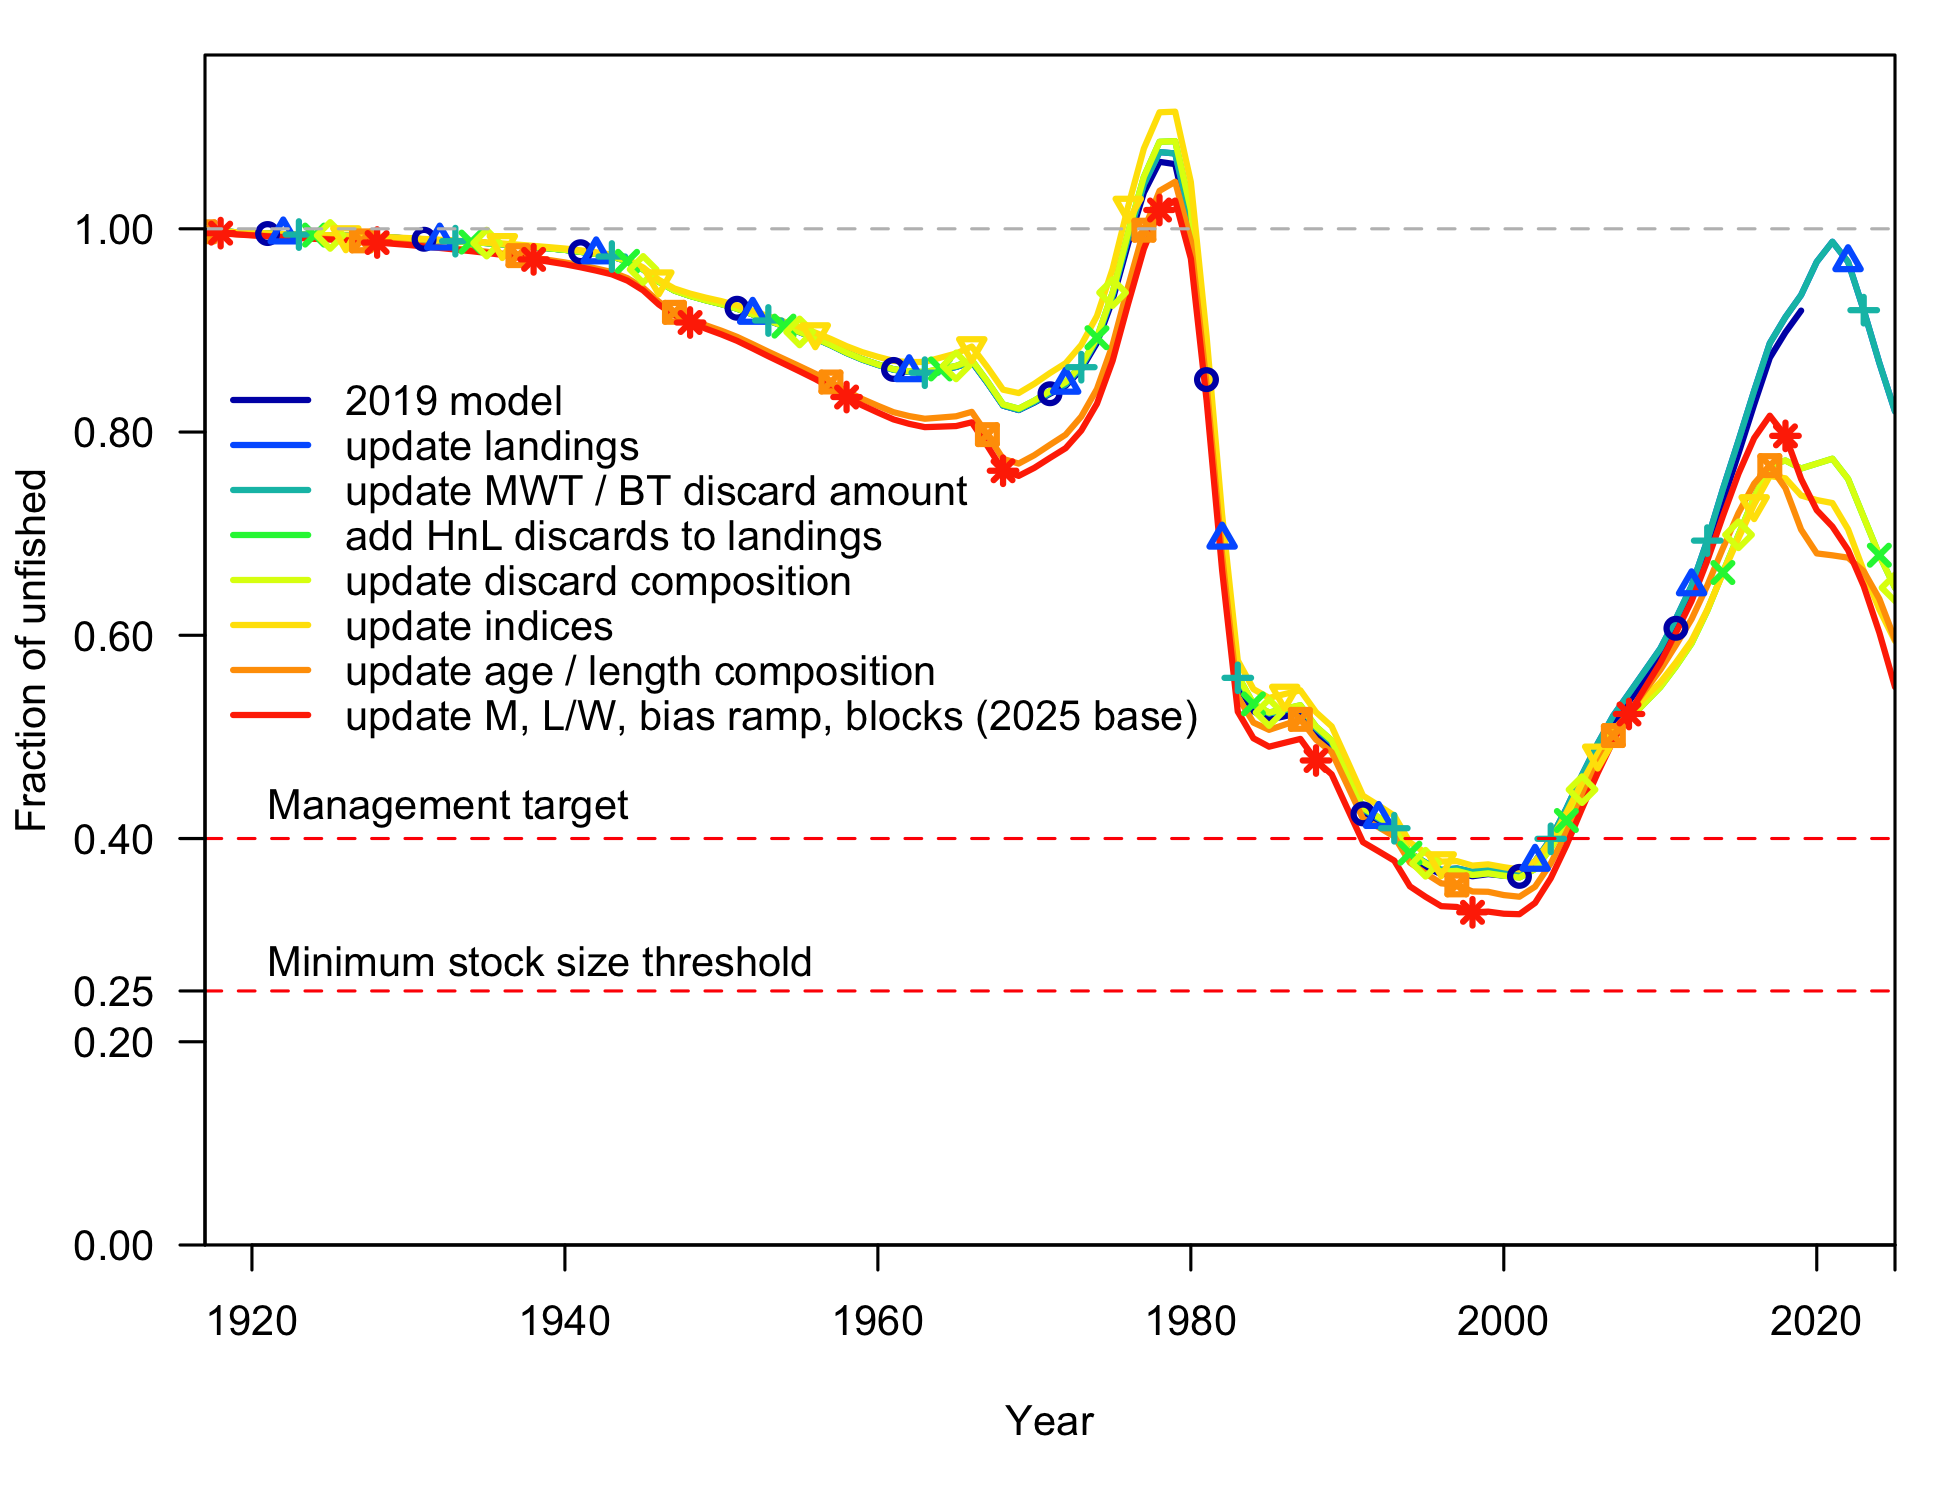 1.00
0.80
0.60
0.40
0.25
0.20
0.00
Fraction of unfished
2019 model
update landings
update MWT / BT discard amount
add HnL discards to landings
update discard composition
update indices
update age / length composition
update M, L/W, bias ramp, blocks (2025 base)
Management target
Minimum stock size threshold
1920 1940 1960 1980 2000 2020
Year